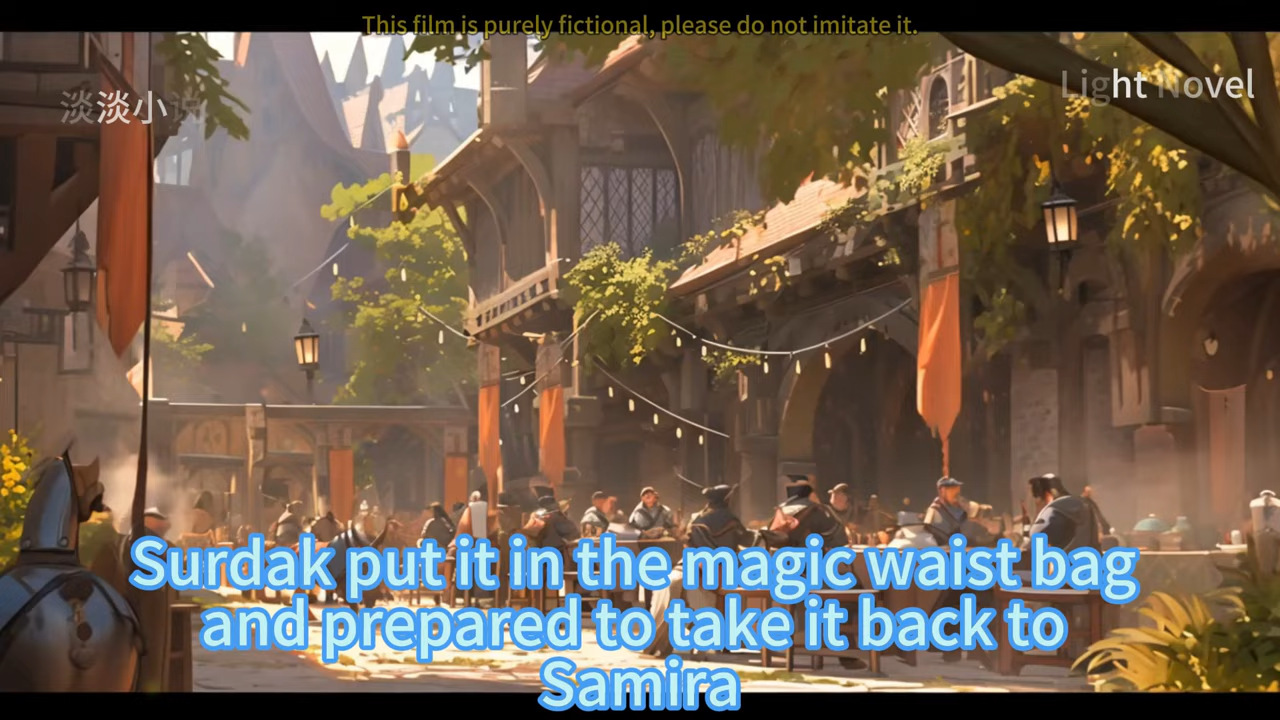 This film is purely fictional, please do not imitate it.
淡淡小说
Light Novel
Surdak put it in the magic waist bag
and prepared to take it back to
Samira